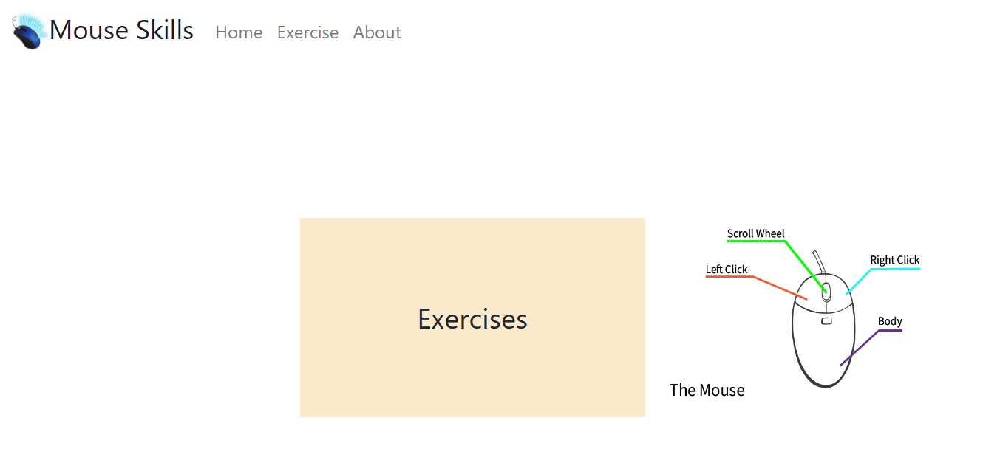 Mouse Skills Home Exercise About
Exercises
Scroll Wheel
Right Click
Left Click
Body
The Mouse